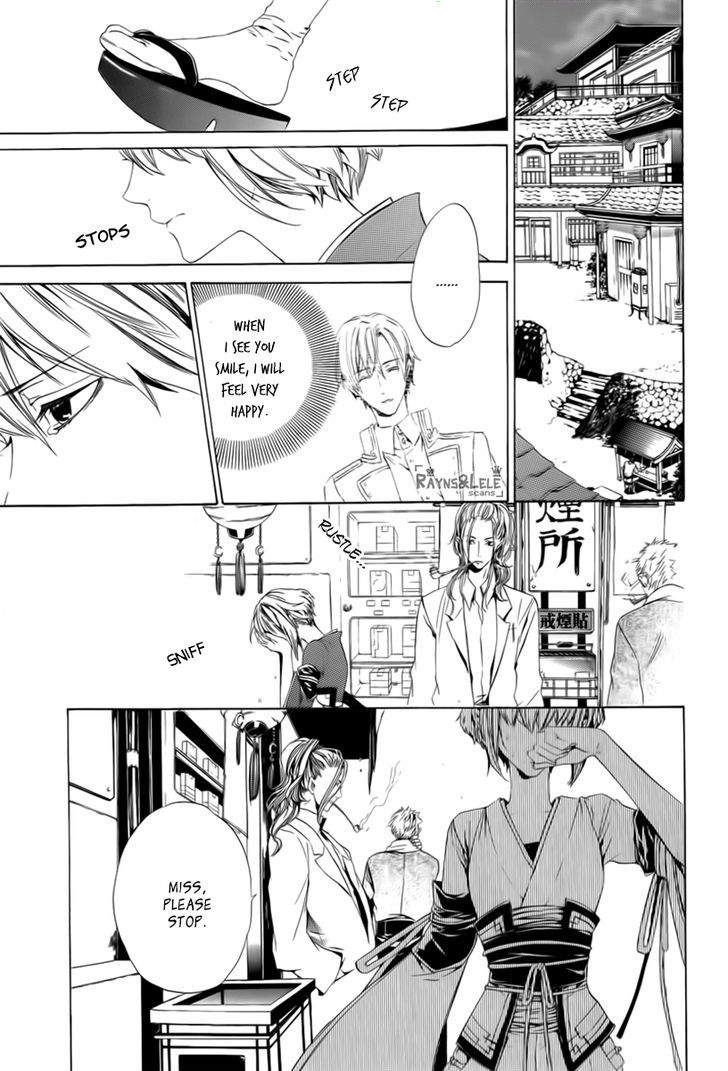 STEP
STEP
STOPS
......
WHEN
I SEE YOU
SMILE, I WILL
FEEL VERY
HAPPY.
RAYNS&LELE
scans
RUSTLE...
煙
所
戒煙貼
SNIFF
MISS,
PLEASE
STOP.